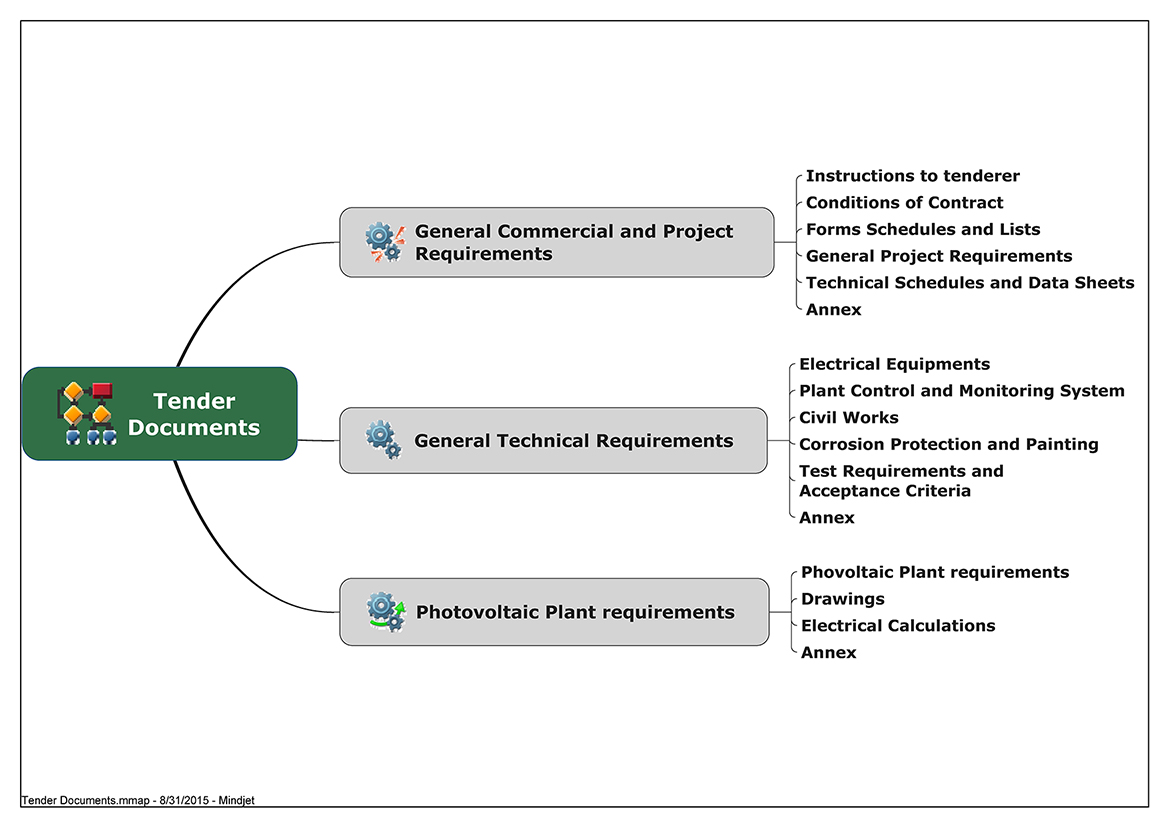 Tender
Documents
General Commercial and Project
Requirements
Instructions to tenderer
Conditions of Contract
Forms Schedules and Lists
General Project Requirements
Technical Schedules and Data Sheets
Annex
General Technical Requirements
Electrical Equipments
Plant Control and Monitoring System
Civil Works
Corrosion Protection and Painting
Test Requirements and
Acceptance Criteria
Annex
Photovoltaic Plant requirements
Phovoltaic Plant requirements
Drawings
Electrical Calculations
Annex
Tender Documents.mmap - 8/31/2015 - Mindjet